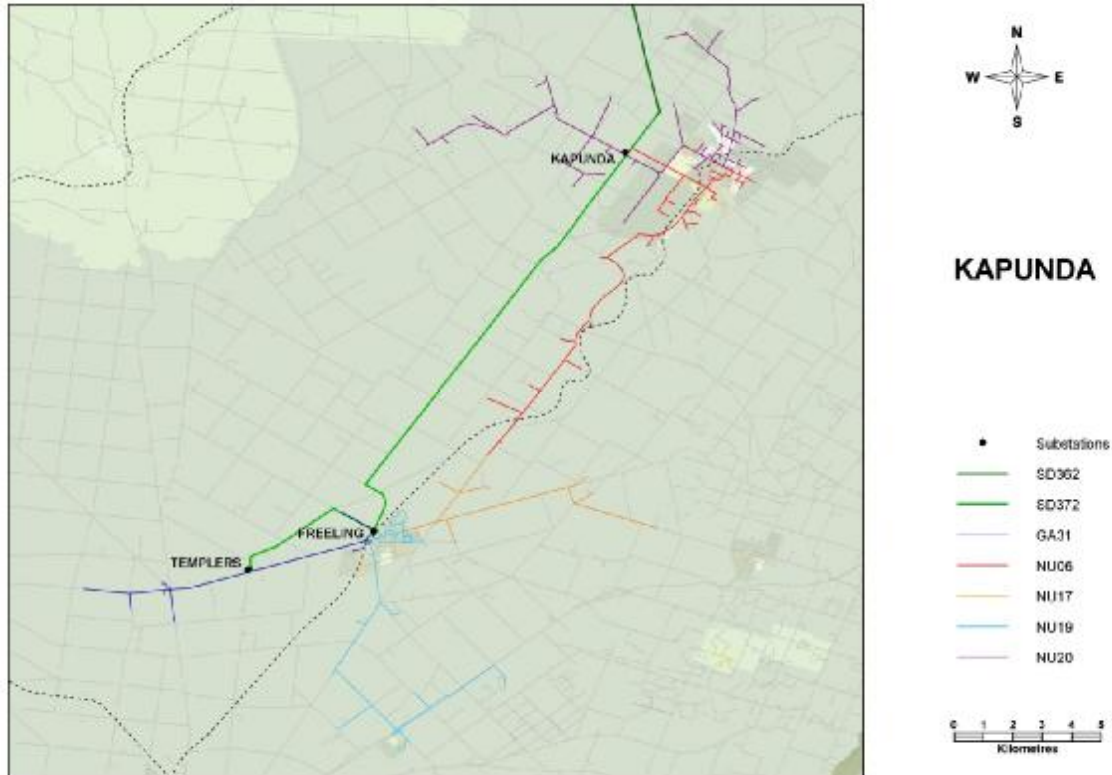 N
W E
S
KAPUNDA
KAPUNDA
FREELING
TEMPLERS
Substations
SD362
SD372
GA31
NU06
NU17
NU19
NU20
0 1 2 3 4 5
Kilometres